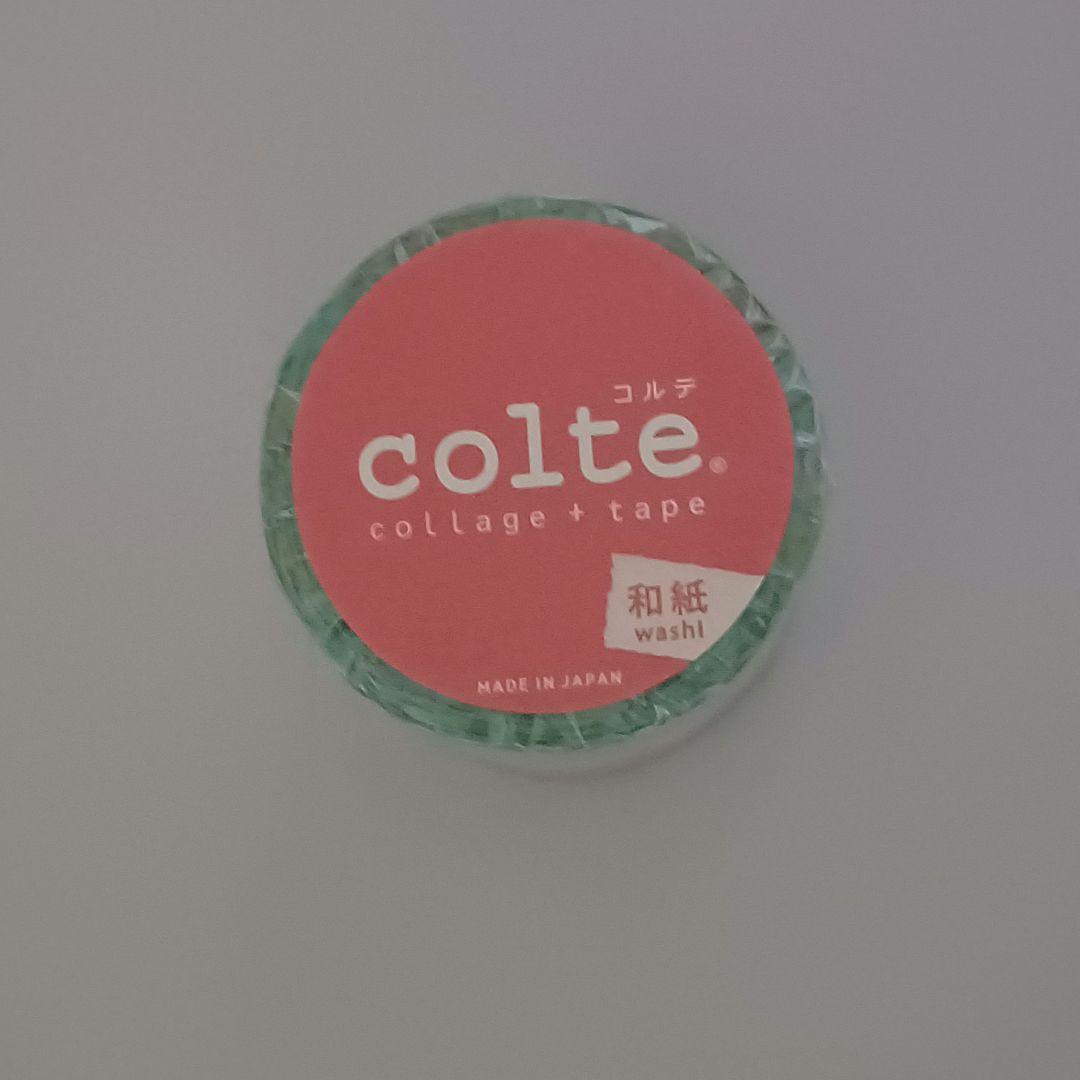 コルテ
colte®
collage + tape
和紙
washi
MADE IN JAPAN